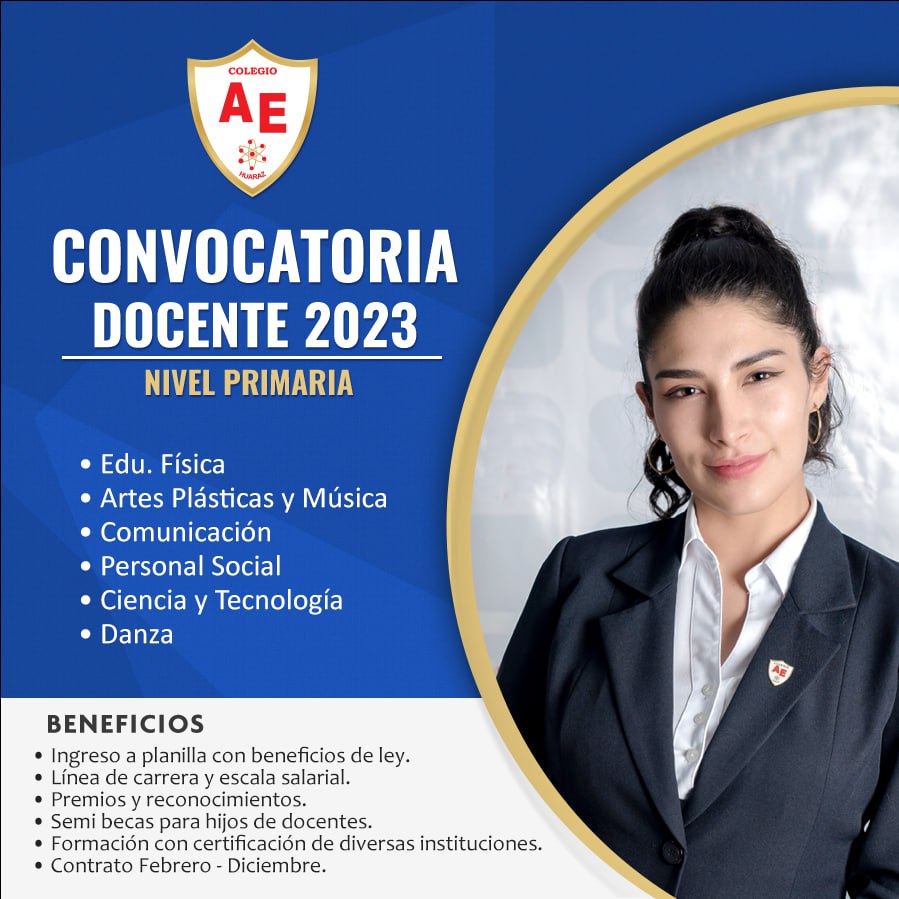 COLEGIO
AE
HUARAZ
CONVOCATORIA
DOCENTE 2023
NIVEL PRIMARIA
• Edu. Física
• Artes Plásticas y Música
• Comunicación
• Personal Social
• Ciencia y Tecnología
• Danza
AE
BENEFICIOS
• Ingreso a planilla con beneficios de ley.
• Línea de carrera y escala salarial.
• Premios y reconocimientos.
• Semi becas para hijos de docentes.
• Formación con certificación de diversas instituciones.
• Contrato Febrero - Diciembre.